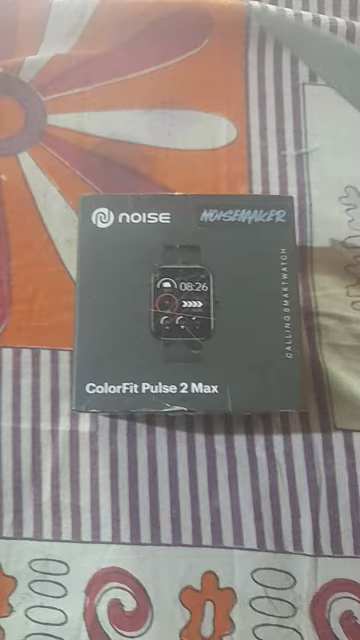 NOISE
NOISEMAKER
08:26
CALLING SMARTWATCH
ColorFit Pulse 2 Max